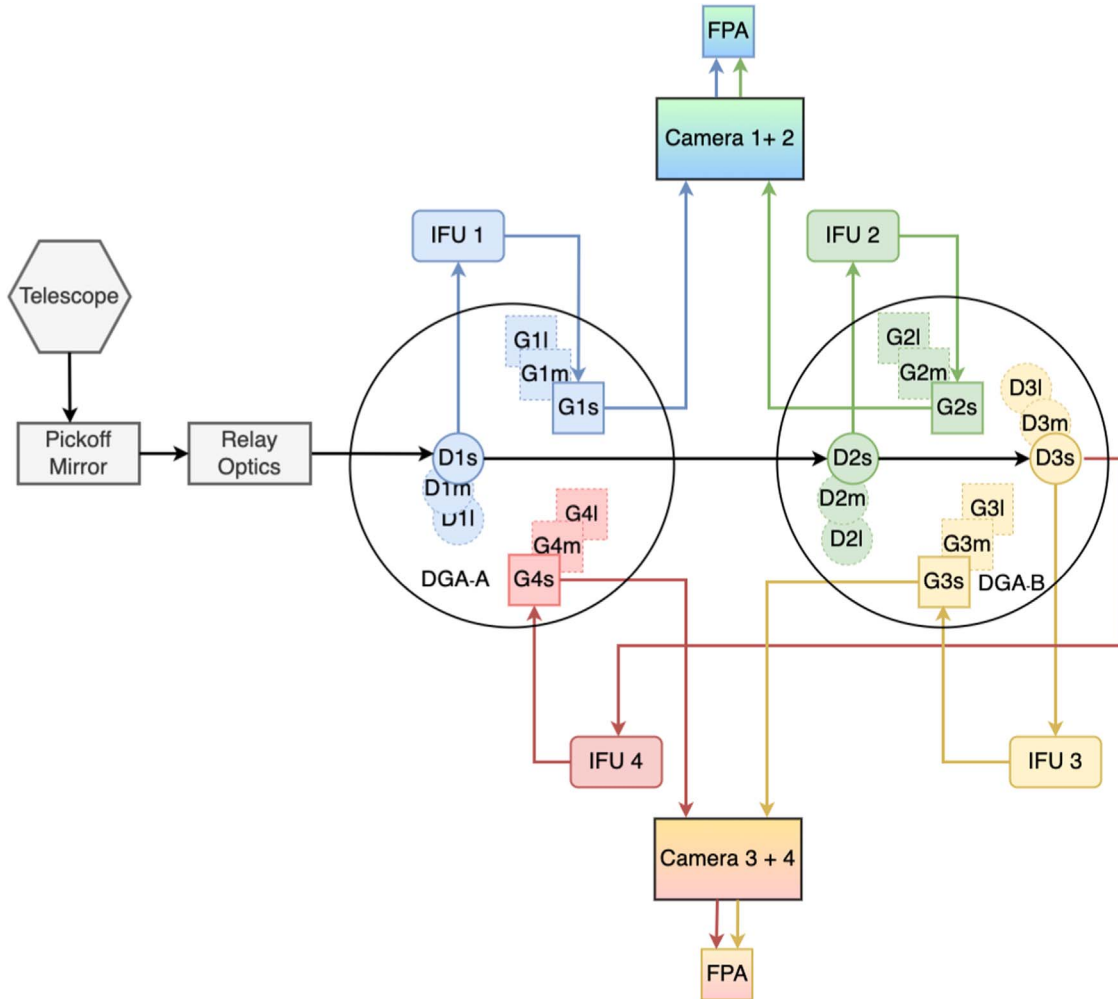 FPA
Camera 1+ 2
IFU 1
IFU 2
Telescope
G1l
G1m
G1s
G2l
G2m
G2s
D3l
D3m
D3s
Pickoff
Mirror
Relay
Optics
D1s
D1m
D1l
D2s
D2m
D2l
G4l
G4m
G4s
DGA-A
G3l
G3m
G3s
DGA-B
IFU 4
IFU 3
Camera 3 + 4
FPA